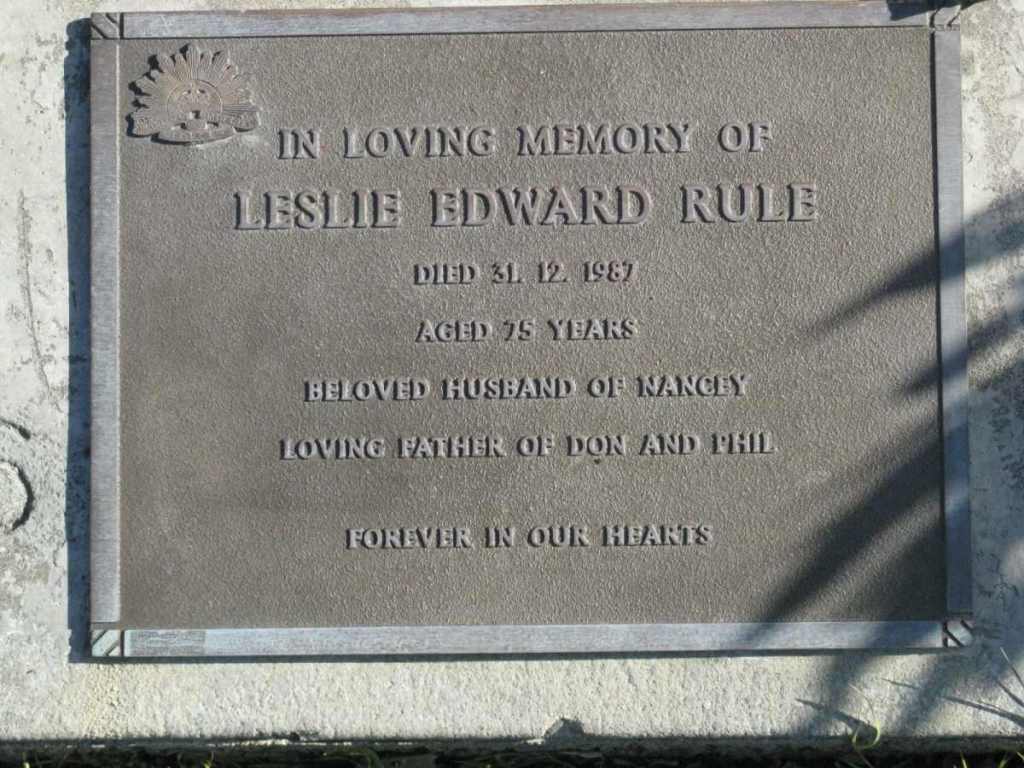 IN LOVING MEMORY OF
LESLIE EDWARD RULE
DIED 31. 12. 1987
AGED 75 YEARS
BELOVED HUSBAND OF NANCEY
LOVING FATHER OF DON AND PHIL
FOREVER IN OUR HEARTS